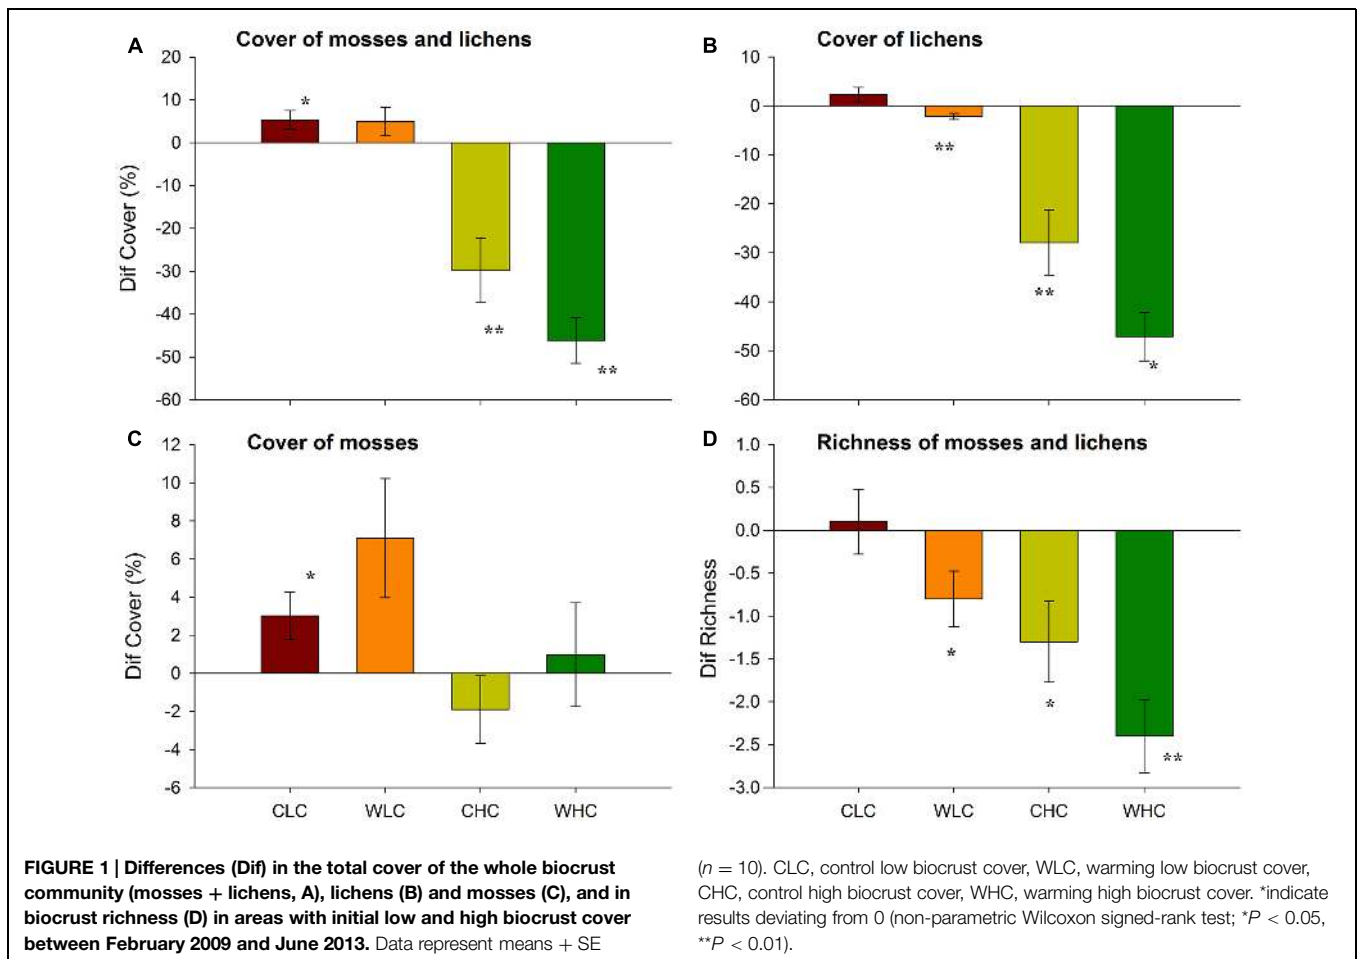 A Cover of mosses and lichens
20
10
0
-10
-20
-30
-40
-50
-60
Dif Cover (%)
*
**
**
B Cover of lichens
10
0
-10
-20
-30
-40
-50
-60
**
**
*
C Cover of mosses
12
10
8
6
4
2
0
-2
-4
-6
Dif Cover (%)
*
CLC WLC CHC WHC
D Richness of mosses and lichens
1.0
0.5
0.0
-0.5
-1.0
-1.5
-2.0
-2.5
-3.0
Dif Richness
*
*
**
CLC WLC CHC WHC
FIGURE 1 | Differences (Dif) in the total cover of the whole biocrust
community (mosses + lichens, A), lichens (B) and mosses (C), and in
biocrust richness (D) in areas with initial low and high biocrust cover
between February 2009 and June 2013. Data represent means + SE
(n = 10). CLC, control low biocrust cover, WLC, warming low biocrust cover,
CHC, control high biocrust cover, WHC, warming high biocrust cover. *indicate
results deviating from 0 (non-parametric Wilcoxon signed-rank test; *P < 0.05,
**P < 0.01).